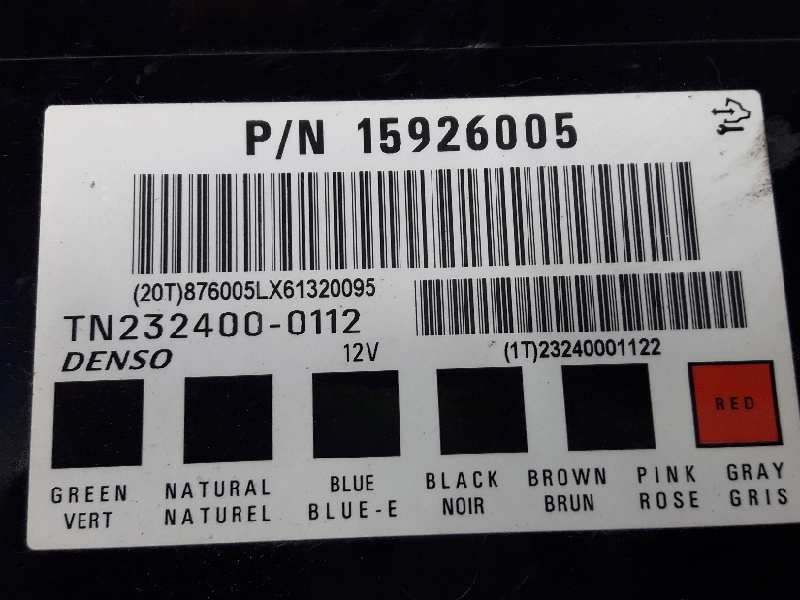 P/N 15926005
(20T)876005LX61320095
TN232400-0112
DENSO 12V
(1T)23240001122
RED
GREEN NATURAL BLUE BLACK BROWN PINK GRAY
VERT NATUREL BLUE-E NOIR BRUN ROSE GRIS